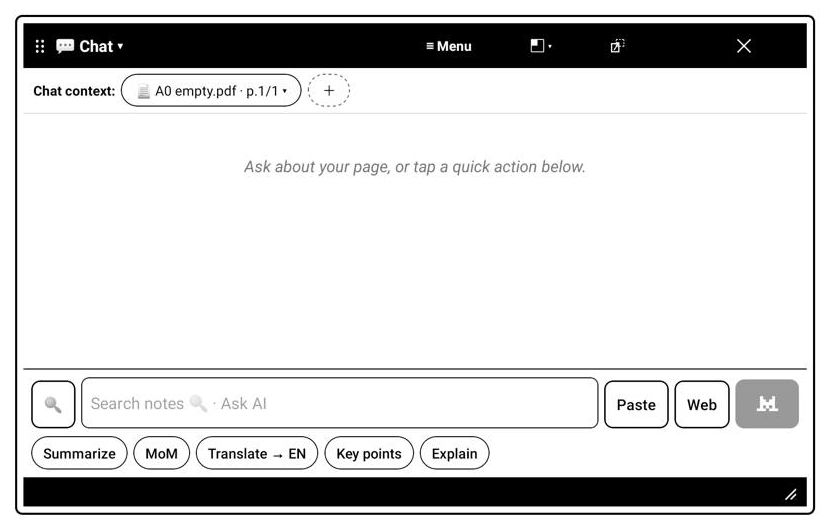 Chat ▾ ≡ Menu
Chat context: A0 empty.pdf · p.1/1 ▾ +
Ask about your page, or tap a quick action below.
Search notes 🔍 · Ask AI Paste Web
Summarize MoM Translate → EN Key points Explain